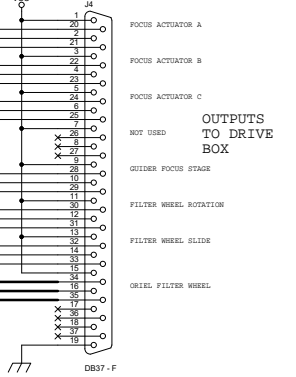 J4
1
20
FOCUS ACTUATOR A
2
21
3
22
FOCUS ACTUATOR B
4
23
5
24
FOCUS ACTUATOR C
6
25
7
26
NOT USED
8
27
9
28
GUIDER FOCUS STAGE
10
29
11
30
FILTER WHEEL ROTATION
12
31
13
32
FILTER WHEEL SLIDE
14
33
15
34
16
ORIEL FILTER WHEEL
35
17
36
18
37
19
DB37 - F
OUTPUTS
TO DRIVE
BOX